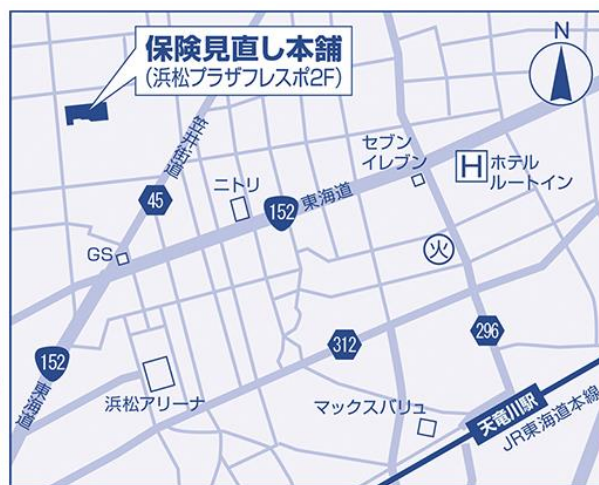 保険見直し本舗
(浜松プラザフレスポ2F)
N
笠井街道
45
ニトリ
152
東海道
セブン
イレブン
H
ホテル
ルートイン
GS
火
152
東海道
浜松アリーナ
312
296
マックスバリュ
天竜川駅
JR東海道本線